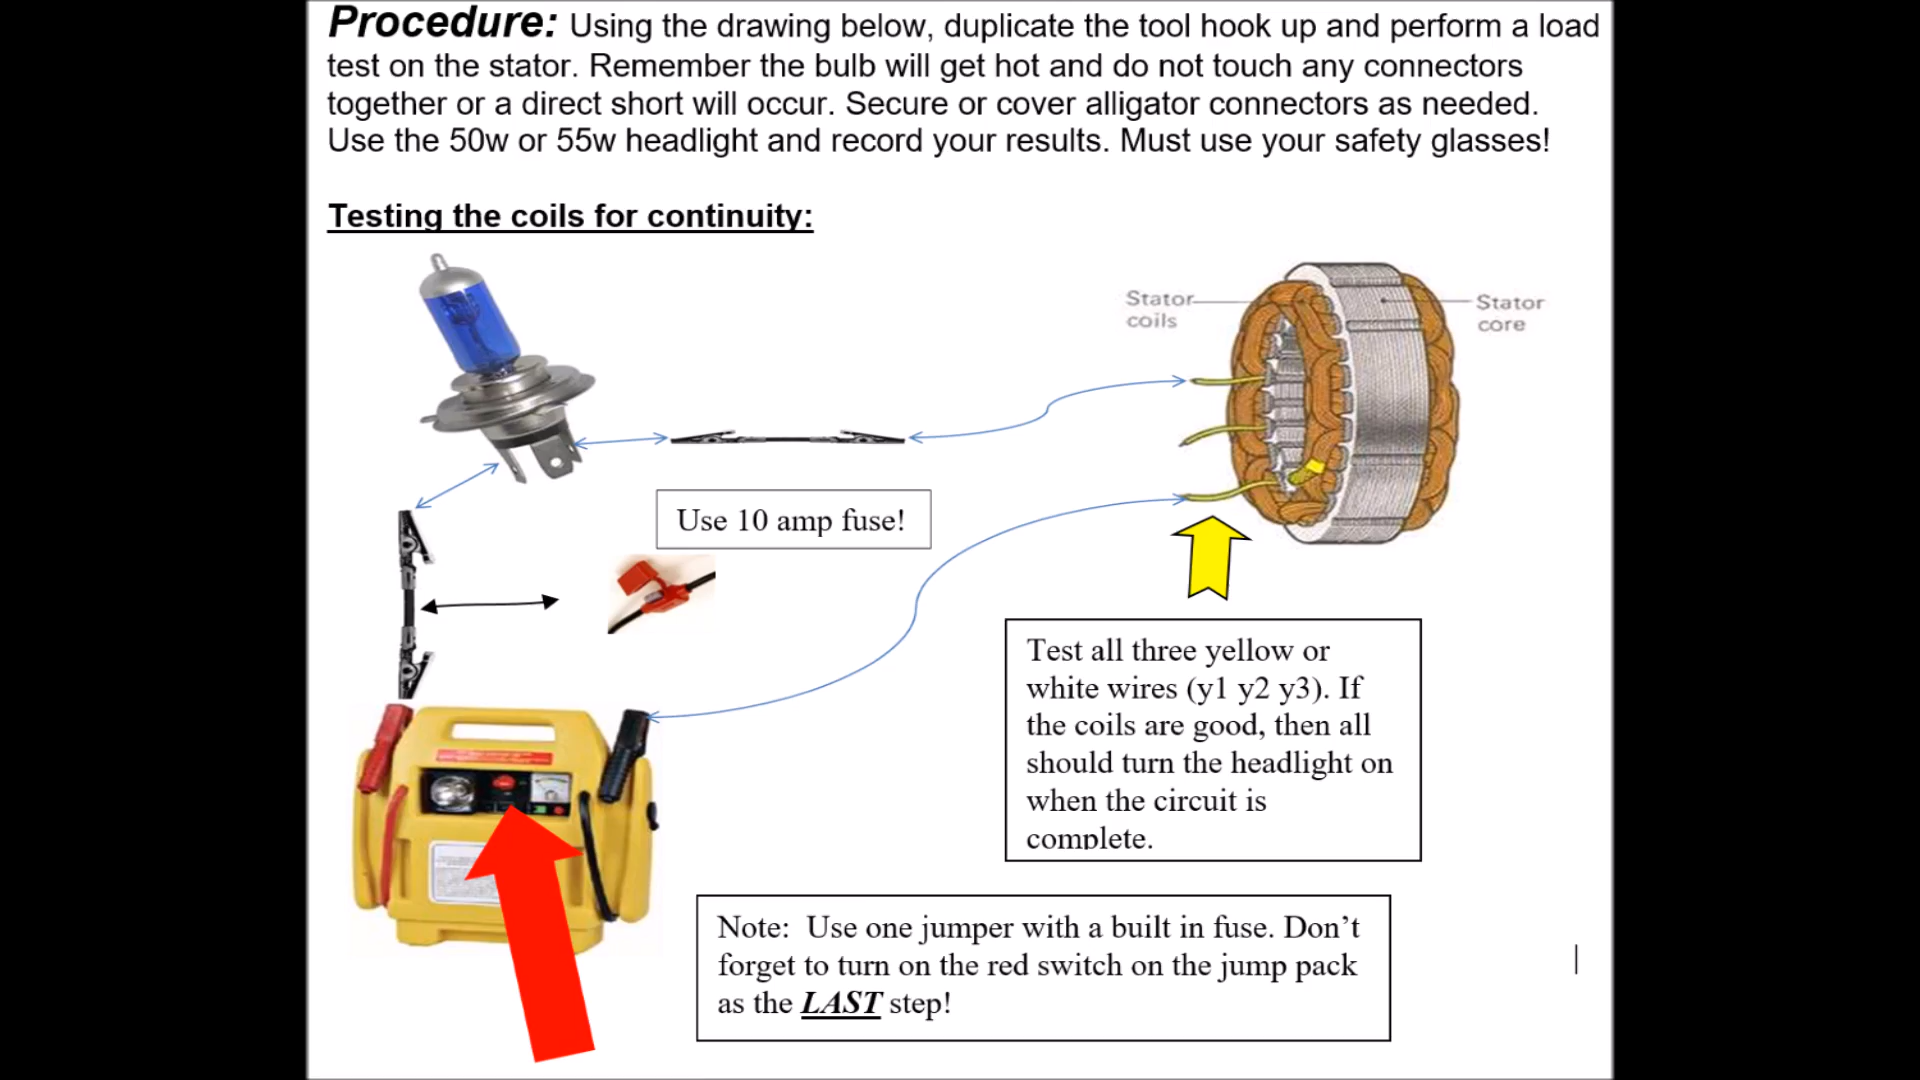 Procedure: Using the drawing below, duplicate the tool hook up and perform a load
test on the stator. Remember the bulb will get hot and do not touch any connectors
together or a direct short will occur. Secure or cover alligator connectors as needed.
Use the 50w or 55w headlight and record your results. Must use your safety glasses!
Testing the coils for continuity:
Stator
coils
Stator
core
Use 10 amp fuse!
Test all three yellow or
white wires (y1 y2 y3). If
the coils are good, then all
should turn the headlight on
when the circuit is
complete.
Note: Use one jumper with a built in fuse. Don’t
forget to turn on the red switch on the jump pack
as the LAST step!